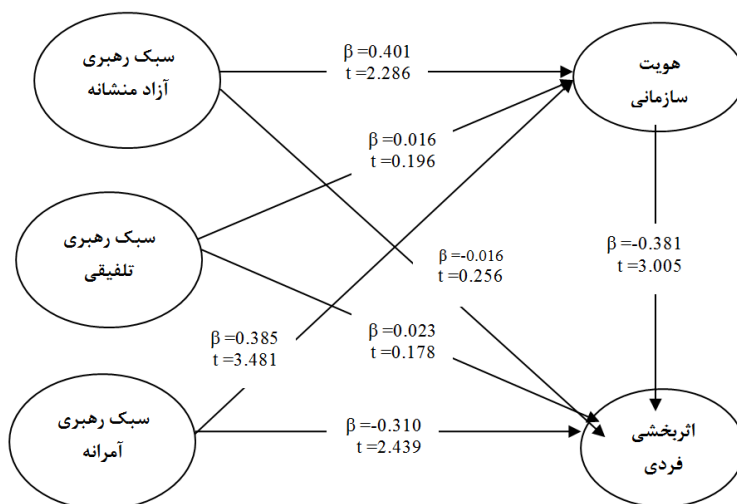 سبک رهبری
آزاد منشانه
β=0.401
t=2.286
هویت
سازمانی
β=0.016
t=0.196
سبک رهبری
تلفیقی
β=-0.016
t=0.256
β=-0.381
t=3.005
β=0.385
t=3.481
β=0.023
t=0.178
سبک رهبری
آمرانه
β=-0.310
t=2.439
اثربخشی
فردی